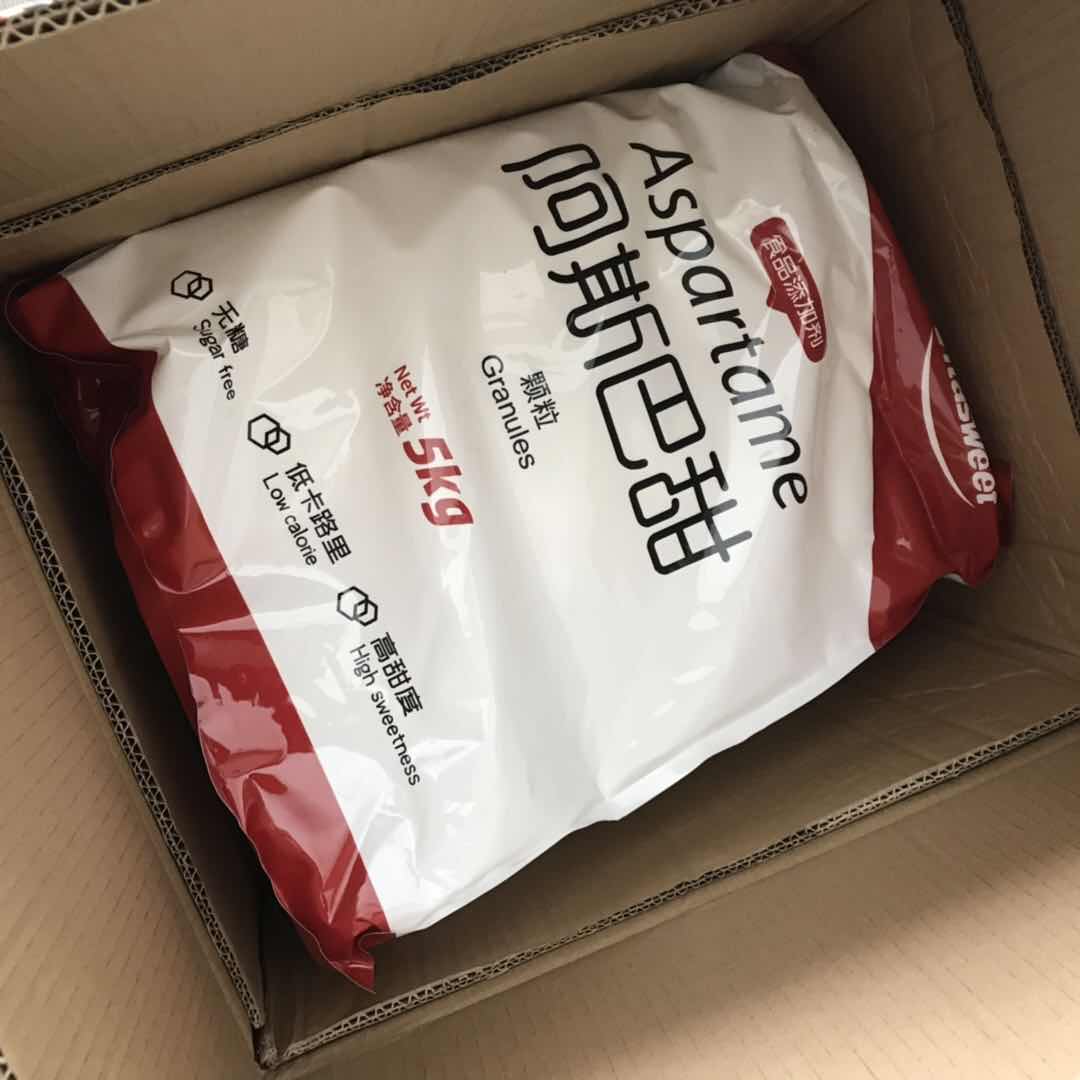 食品添加剂
Aspartame
阿斯巴甜
颗粒
Granules
Net Wt
净含量
5kg
无糖
Sugar free
低卡路里
Low calorie
高甜度
High sweetness